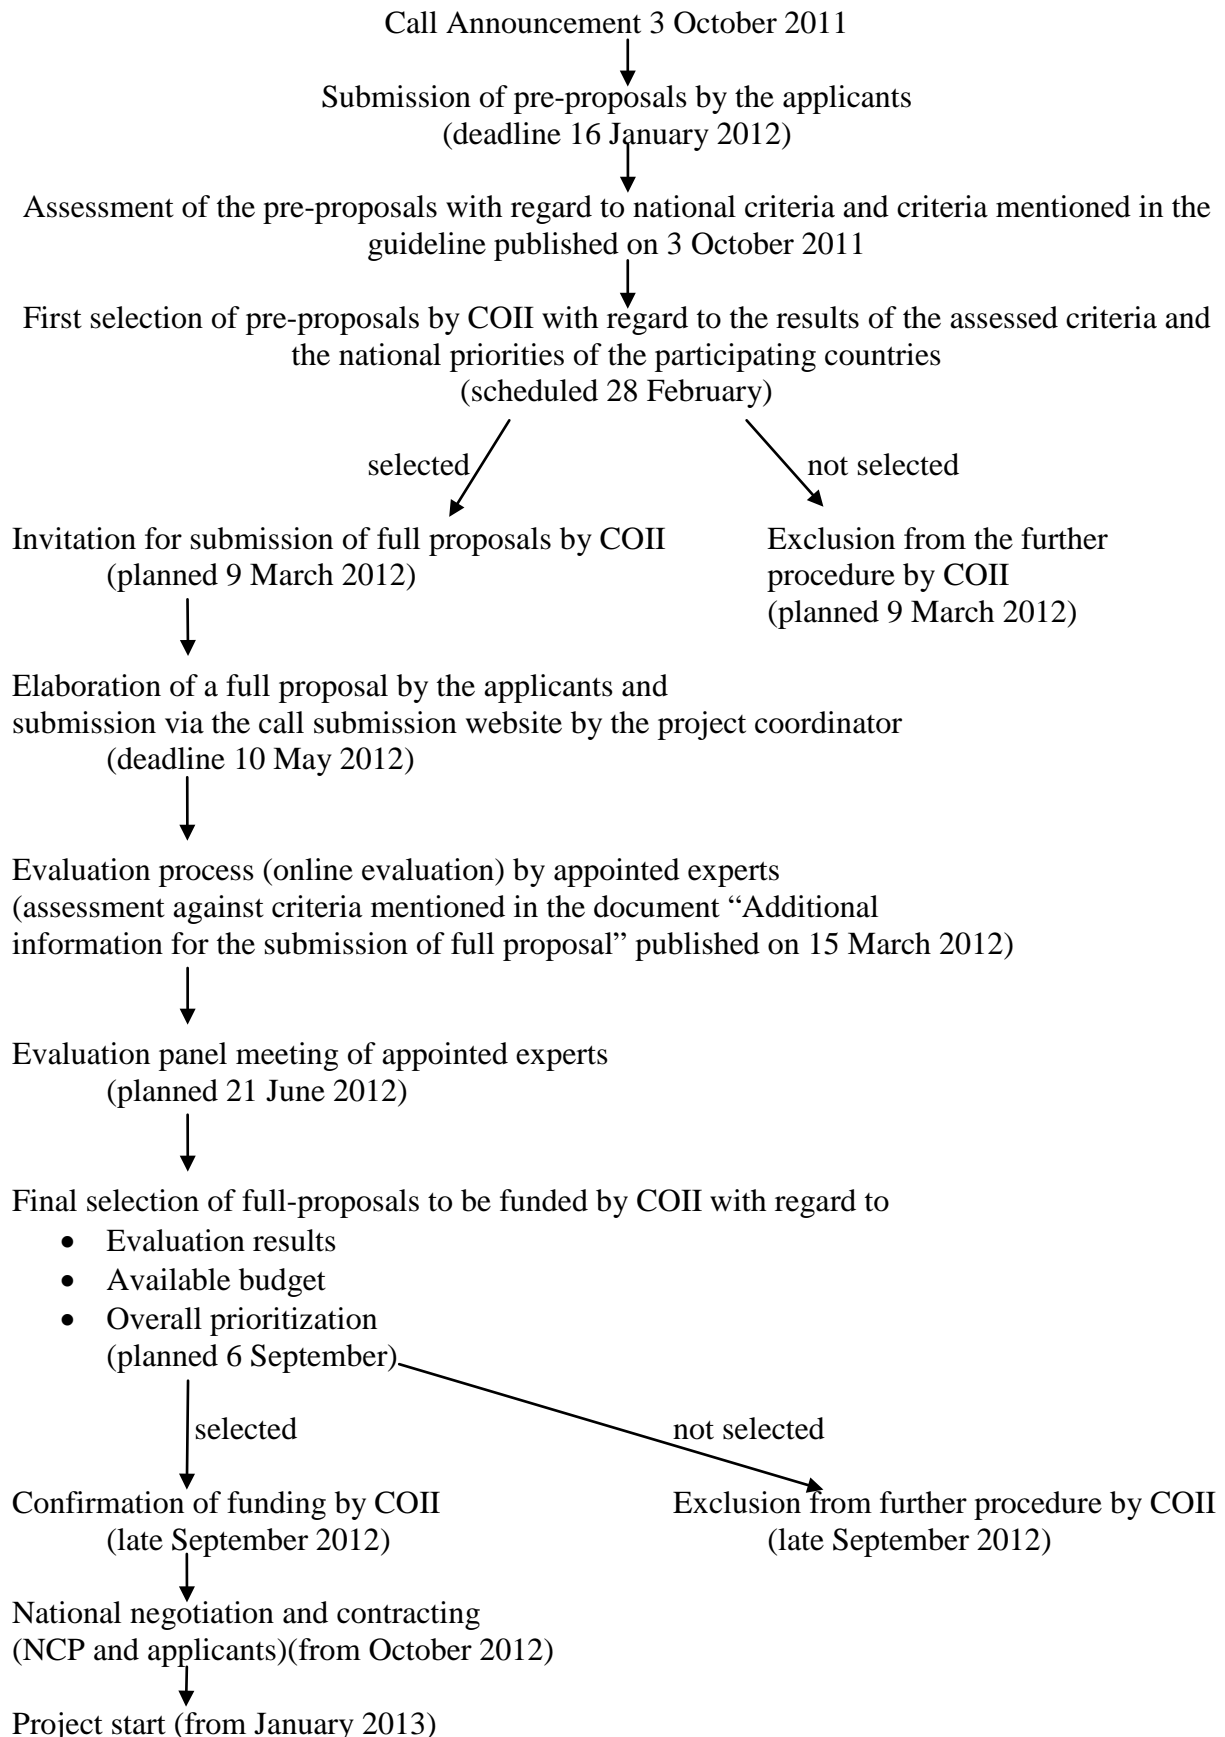 Call Announcement 3 October 2011
Submission of pre-proposals by the applicants
(deadline 16 January 2012)
Assessment of the pre-proposals with regard to national criteria and criteria mentioned in the
guideline published on 3 October 2011
First selection of pre-proposals by COII with regard to the results of the assessed criteria and
the national priorities of the participating countries
(scheduled 28 February)
selected
not selected
Invitation for submission of full proposals by COII
(planned 9 March 2012)
Exclusion from the further
procedure by COII
(planned 9 March 2012)
Elaboration of a full proposal by the applicants and
submission via the call submission website by the project coordinator
(deadline 10 May 2012)
Evaluation process (online evaluation) by appointed experts
(assessment against criteria mentioned in the document “Additional
information for the submission of full proposal” published on 15 March 2012)
Evaluation panel meeting of appointed experts
(planned 21 June 2012)
Final selection of full-proposals to be funded by COII with regard to
• Evaluation results
• Available budget
• Overall prioritization
(planned 6 September)
selected
not selected
Confirmation of funding by COII
(late September 2012)
Exclusion from further procedure by COII
(late September 2012)
National negotiation and contracting
(NCP and applicants)(from October 2012)
Project start (from January 2013)